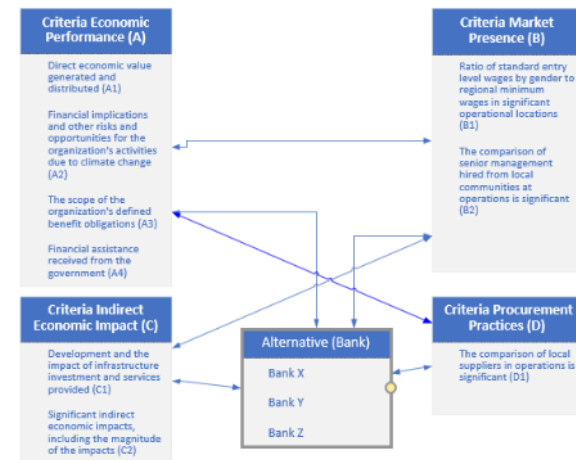 Criteria Economic
Performance (A)
Direct economic value
generated and
distributed (A1)
Financial implications
and other risks and
opportunities for the
organization's activities
due to climate change
(A2)
The scope of the
organization's defined
benefit obligations (A3)
Financial assistance
received from the
government (A4)
Criteria Market
Presence (B)
Ratio of standard entry
level wages by gender to
regional minimum
wages in significant
operational locations
(B1)
The comparison of
senior management
hired from local
communities at
operations is significant
(B2)
Criteria Indirect
Economic Impact (C)
Development and the
impact of infrastructure
investment and services
provided (C1)
Significant indirect
economic impacts,
including the magnitude
of the impacts (C2)
Alternative (Bank)
Bank X
Bank Y
Bank Z
Criteria Procurement
Practices (D)
The comparison of local
suppliers in operations is
significant (D1)